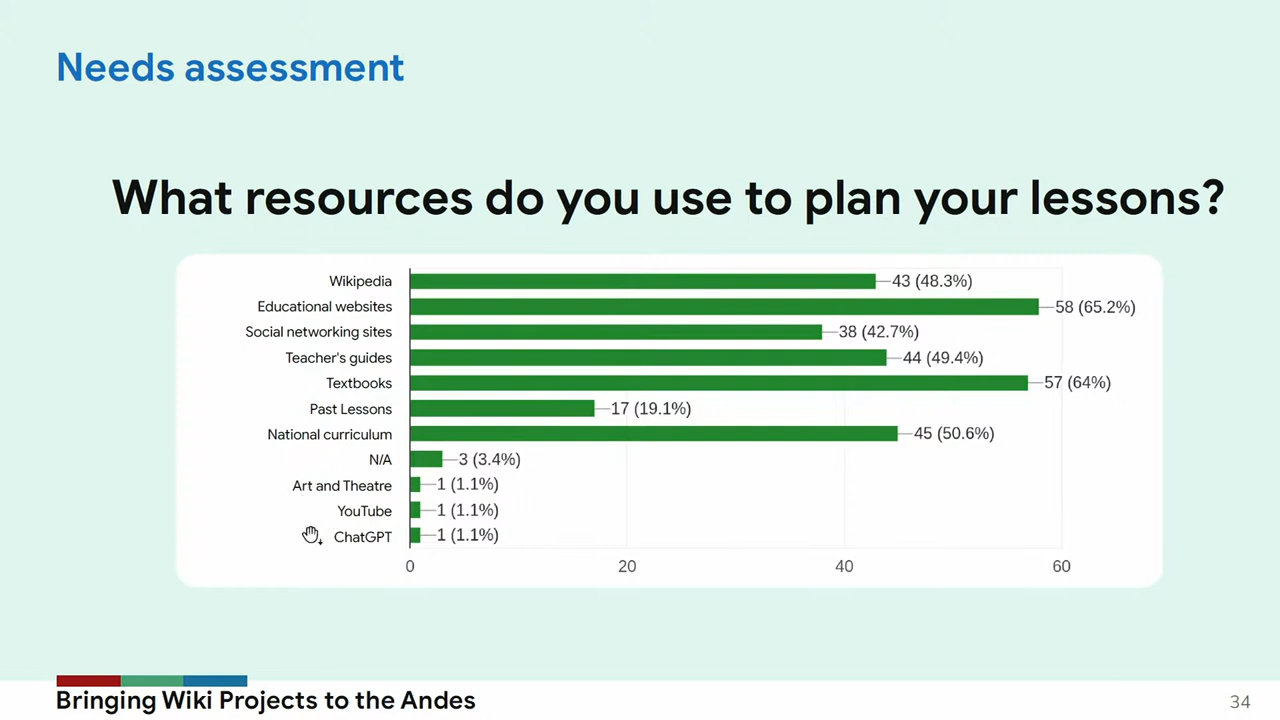 Needs assessment
What resources do you use to plan your lessons?
Wikipedia 43 (48.3%)
Educational websites 58 (65.2%)
Social networking sites 38 (42.7%)
Teacher's guides 44 (49.4%)
Textbooks 57 (64%)
Past Lessons 17 (19.1%)
National curriculum 45 (50.6%)
N/A 3 (3.4%)
Art and Theatre 1 (1.1%)
YouTube 1 (1.1%)
ChatGPT 1 (1.1%)
0 20 40 60
Bringing Wiki Projects to the Andes
34